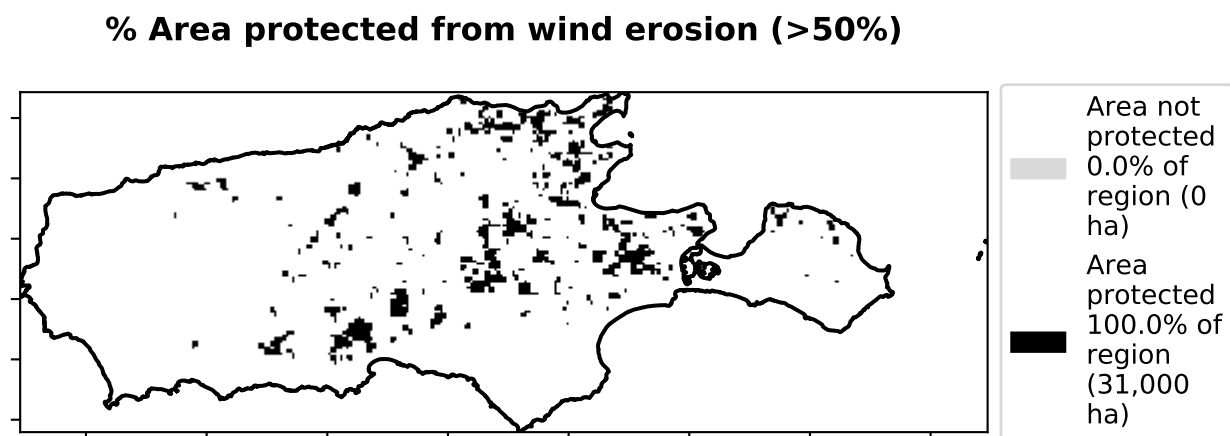 % Area protected from wind erosion (>50%)
Area not
protected
0.0% of
region (0
ha)
Area
protected
100.0% of
region
(31,000
ha)